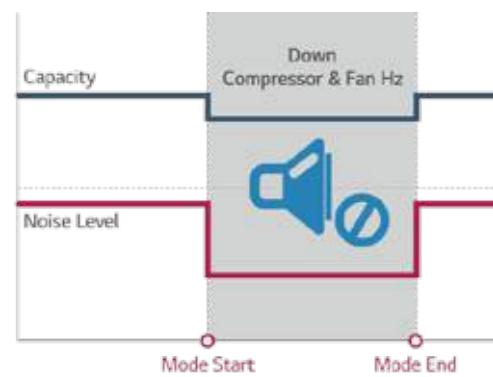 Down
Capacity
Compressor & Fan Hz
Noise Level
Mode Start
Mode End